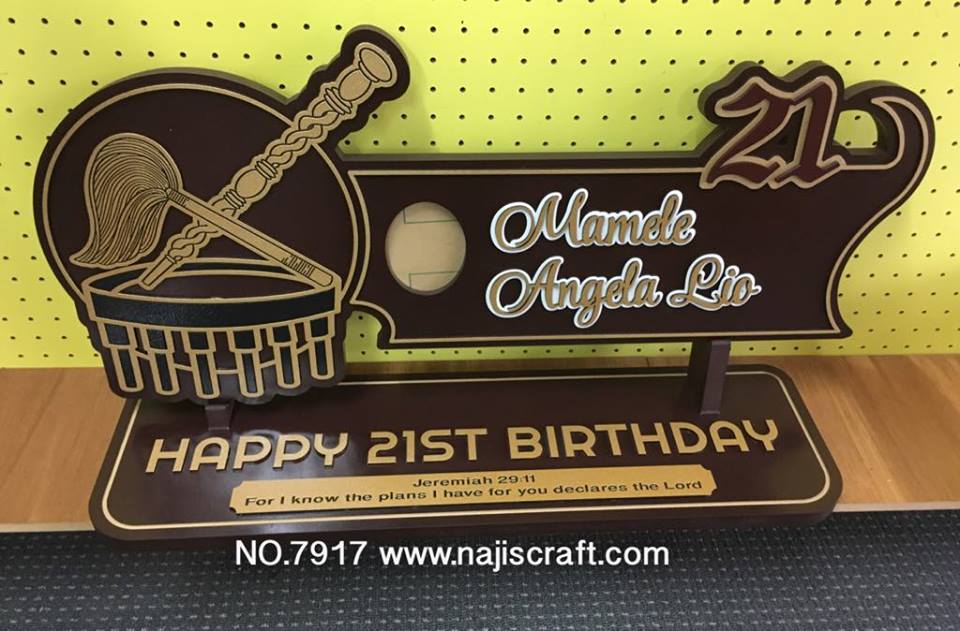 21
Mamele
Angela Lio
HAPPY 21ST BIRTHDAY
Jeremiah 29:11
For I know the plans I have for you declares the Lord
NO.7917 www.najiscraft.com